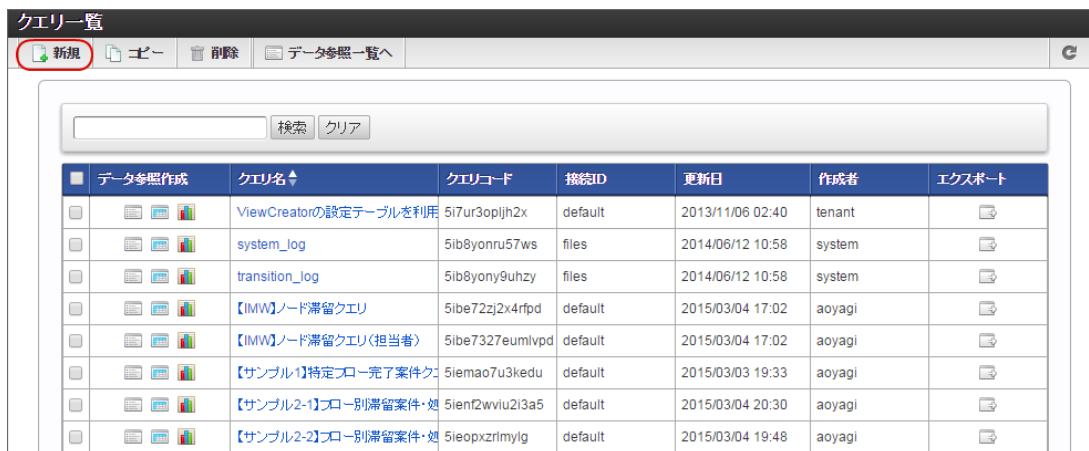 クエリ一覧
新規 コピー 削除 データ参照一覧へ
検索 クリア
データ参照作成 クエリ名 クエリコード 接続ID 更新日 作成者 エクスポート
ViewCreatorの設定テーブルを利用 5i7ur3opljh2x default 2013/11/06 02:40 tenant
system_log 5ib8yonru57ws files 2014/06/12 10:58 system
transition_log 5ib8yony9uhzy files 2014/06/12 10:58 system
【IMW】ノード滞留クエリ 5ibe72zj2x4rfpd default 2015/03/04 17:02 aoyagi
【IMW】ノード滞留クエリ(担当者) 5ibe7327eumlvpd default 2015/03/04 17:02 aoyagi
【サンプル1】特定フロー完了案件クエ 5iemao7u3kedu default 2015/03/03 19:33 aoyagi
【サンプル2-1】フロー別滞留案件・処 5ienf2wviu2i3a5 default 2015/03/04 20:30 aoyagi
【サンプル2-2】フロー別滞留案件・処 5ieopxzrlmylg default 2015/03/04 19:48 aoyagi